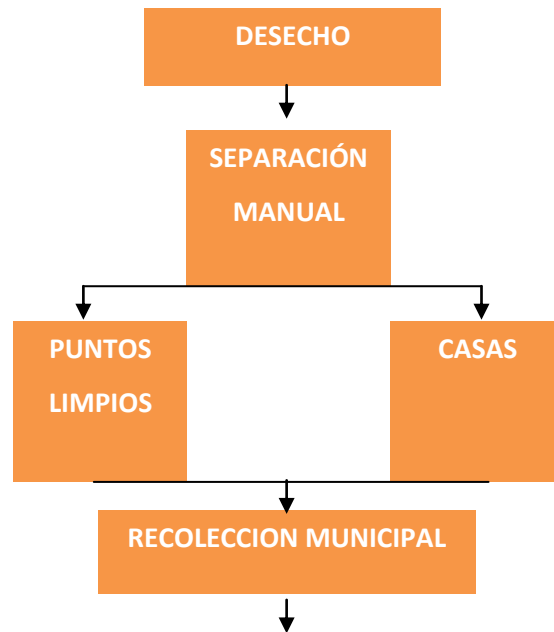 DESECHO
SEPARACIÓN
MANUAL
PUNTOS
LIMPIOS
CASAS
RECOLECCION MUNICIPAL